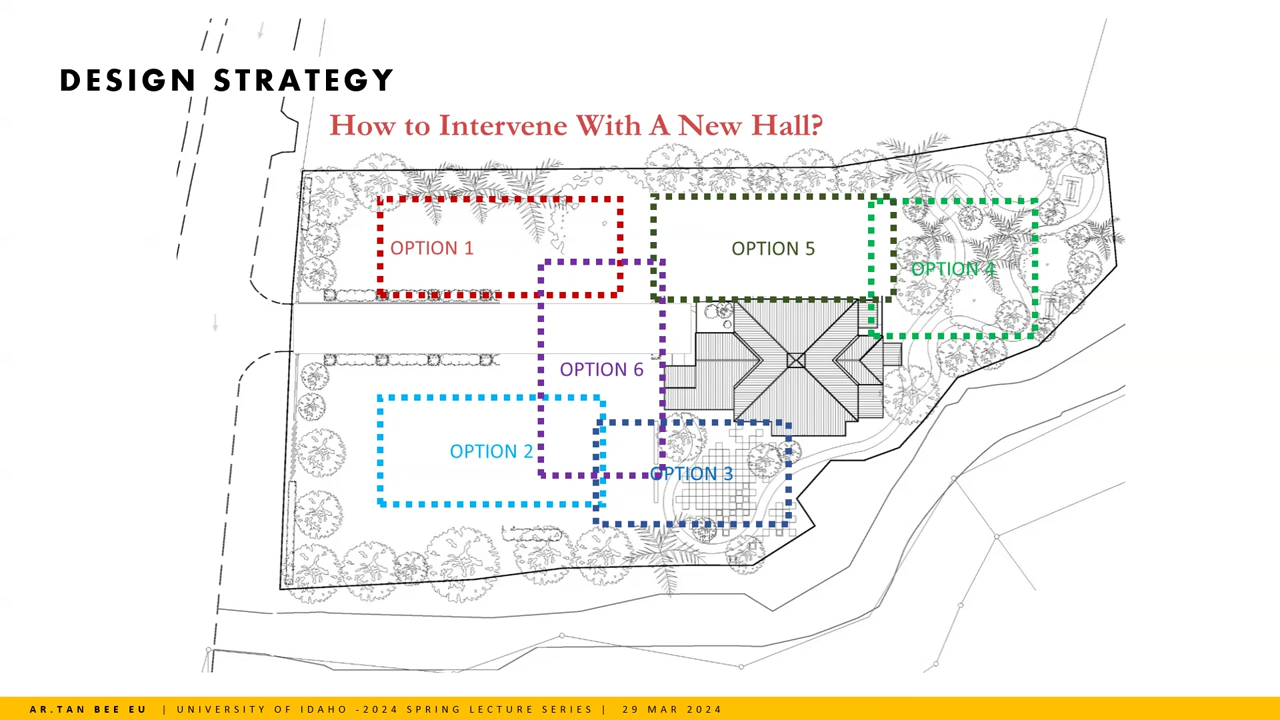 DESIGN STRATEGY
How to Intervene With A New Hall?
OPTION 1
OPTION 5
OPTION 4
OPTION 6
OPTION 2
OPTION 3
AR.TAN BEE EU | UNIVERSITY OF IDAHO -2024 SPRING LECTURE SERIES | 29 MAR 2024